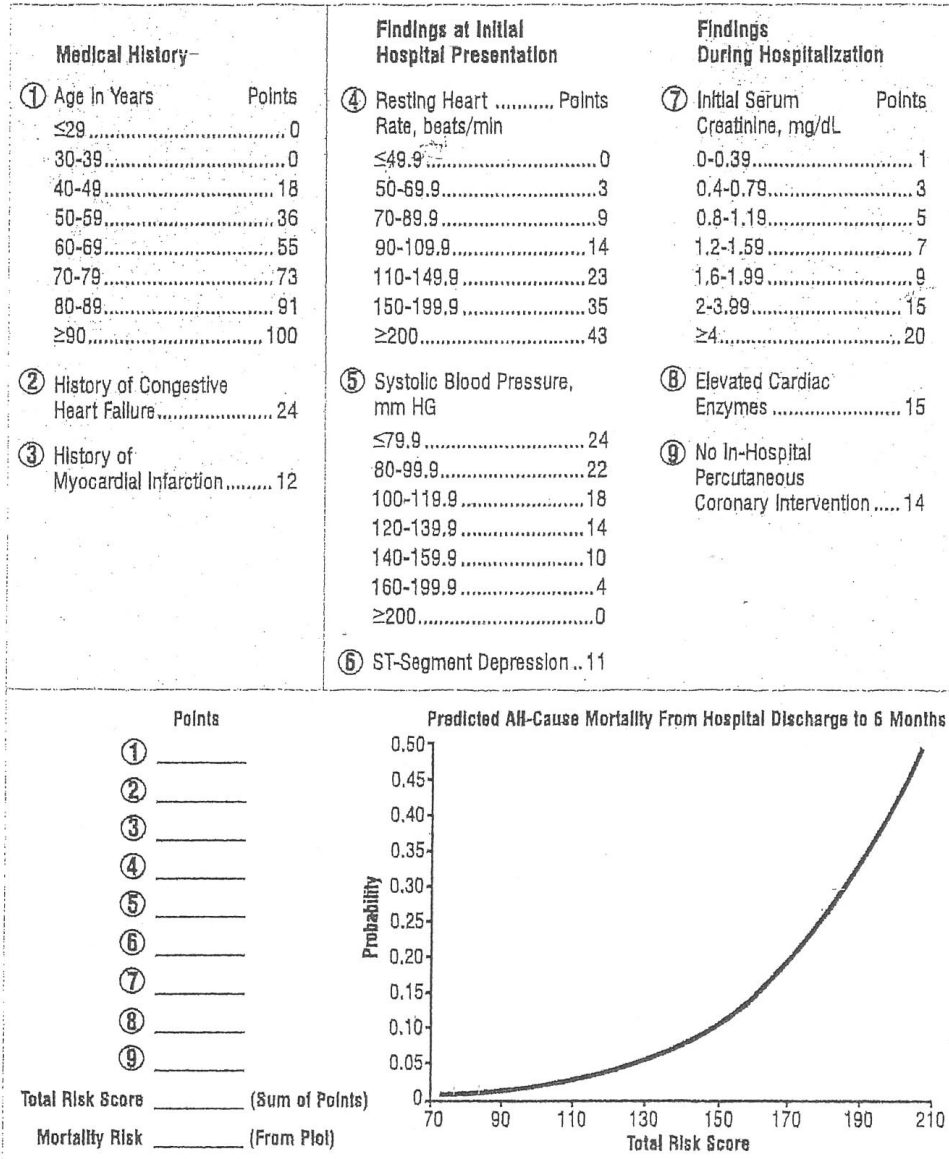 Medical History-
① Age in Years Points
≤29 0
30-39 0
40-49 18
50-59 36
60-69 55
70-79 73
80-89 91
≥90 100
② History of Congestive
Heart Failure 24
③ History of
Myocardial Infarction 12
Findings at Initial
Hospital Presentation
④ Resting Heart Points
Rate, beats/min
≤49.9 0
50-69.9 3
70-89.9 9
90-109.9 14
110-149.9 23
150-199.9 35
≥200 43
⑤ Systolic Blood Pressure,
mm HG
≤79.9 24
80-99.9 22
100-119.9 18
120-139.9 14
140-159.9 10
160-199.9 4
≥200 0
⑥ ST-Segment Depression .. 11
Findings
During Hospitalization
⑦ Initial Serum Points
Creatinine, mg/dL
0-0.39 1
0.4-0.79 3
0.8-1.19 5
1.2-1.59 7
1.6-1.99 9
2-3.99 15
≥4 20
⑧ Elevated Cardiac
Enzymes 15
⑨ No In-Hospital
Percutaneous
Coronary Intervention ..... 14
Points
①
②
③
④
⑤
⑥
⑦
⑧
⑨
Total Risk Score (Sum of Points)
Mortality Risk (From Plot)
Predicted All-Cause Mortality From Hospital Discharge to 6 Months
Probability
0.50
0.45
0.40
0.35
0.30
0.25
0.20
0.15
0.10
0.05
0
70 90 110 130 150 170 190 210
Total Risk Score